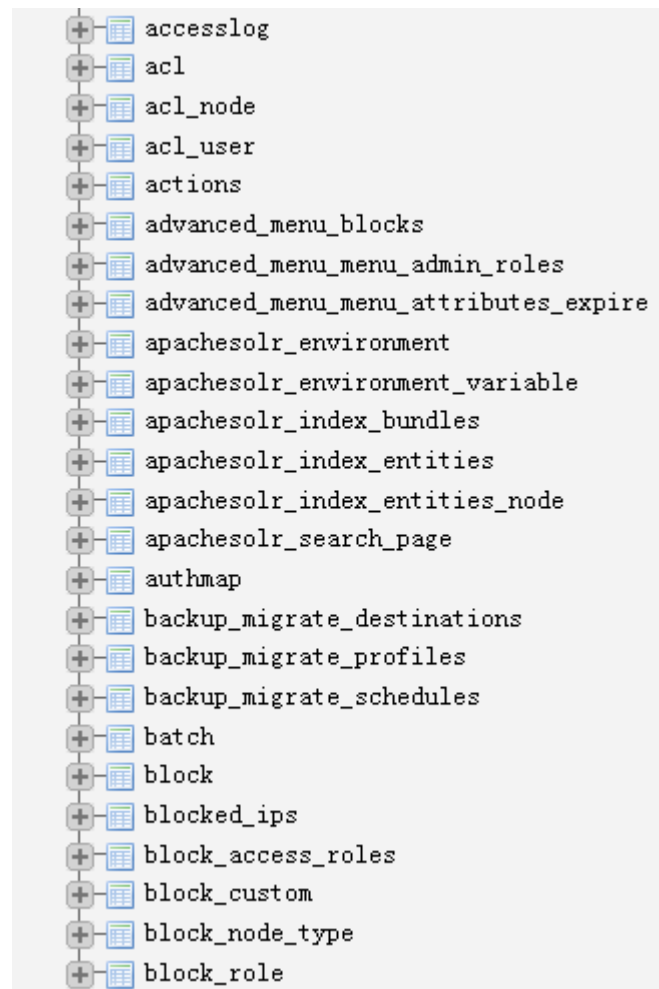 accesslog
acl
acl_node
acl_user
actions
advanced_menu_blocks
advanced_menu_menu_admin_roles
advanced_menu_menu_attributes_expire
apachesolr_environment
apachesolr_environment_variable
apachesolr_index_bundles
apachesolr_index_entities
apachesolr_index_entities_node
apachesolr_search_page
authmap
backup_migrate_destinations
backup_migrate_profiles
backup_migrate_schedules
batch
block
blocked_ips
block_access_roles
block_custom
block_node_type
block_role